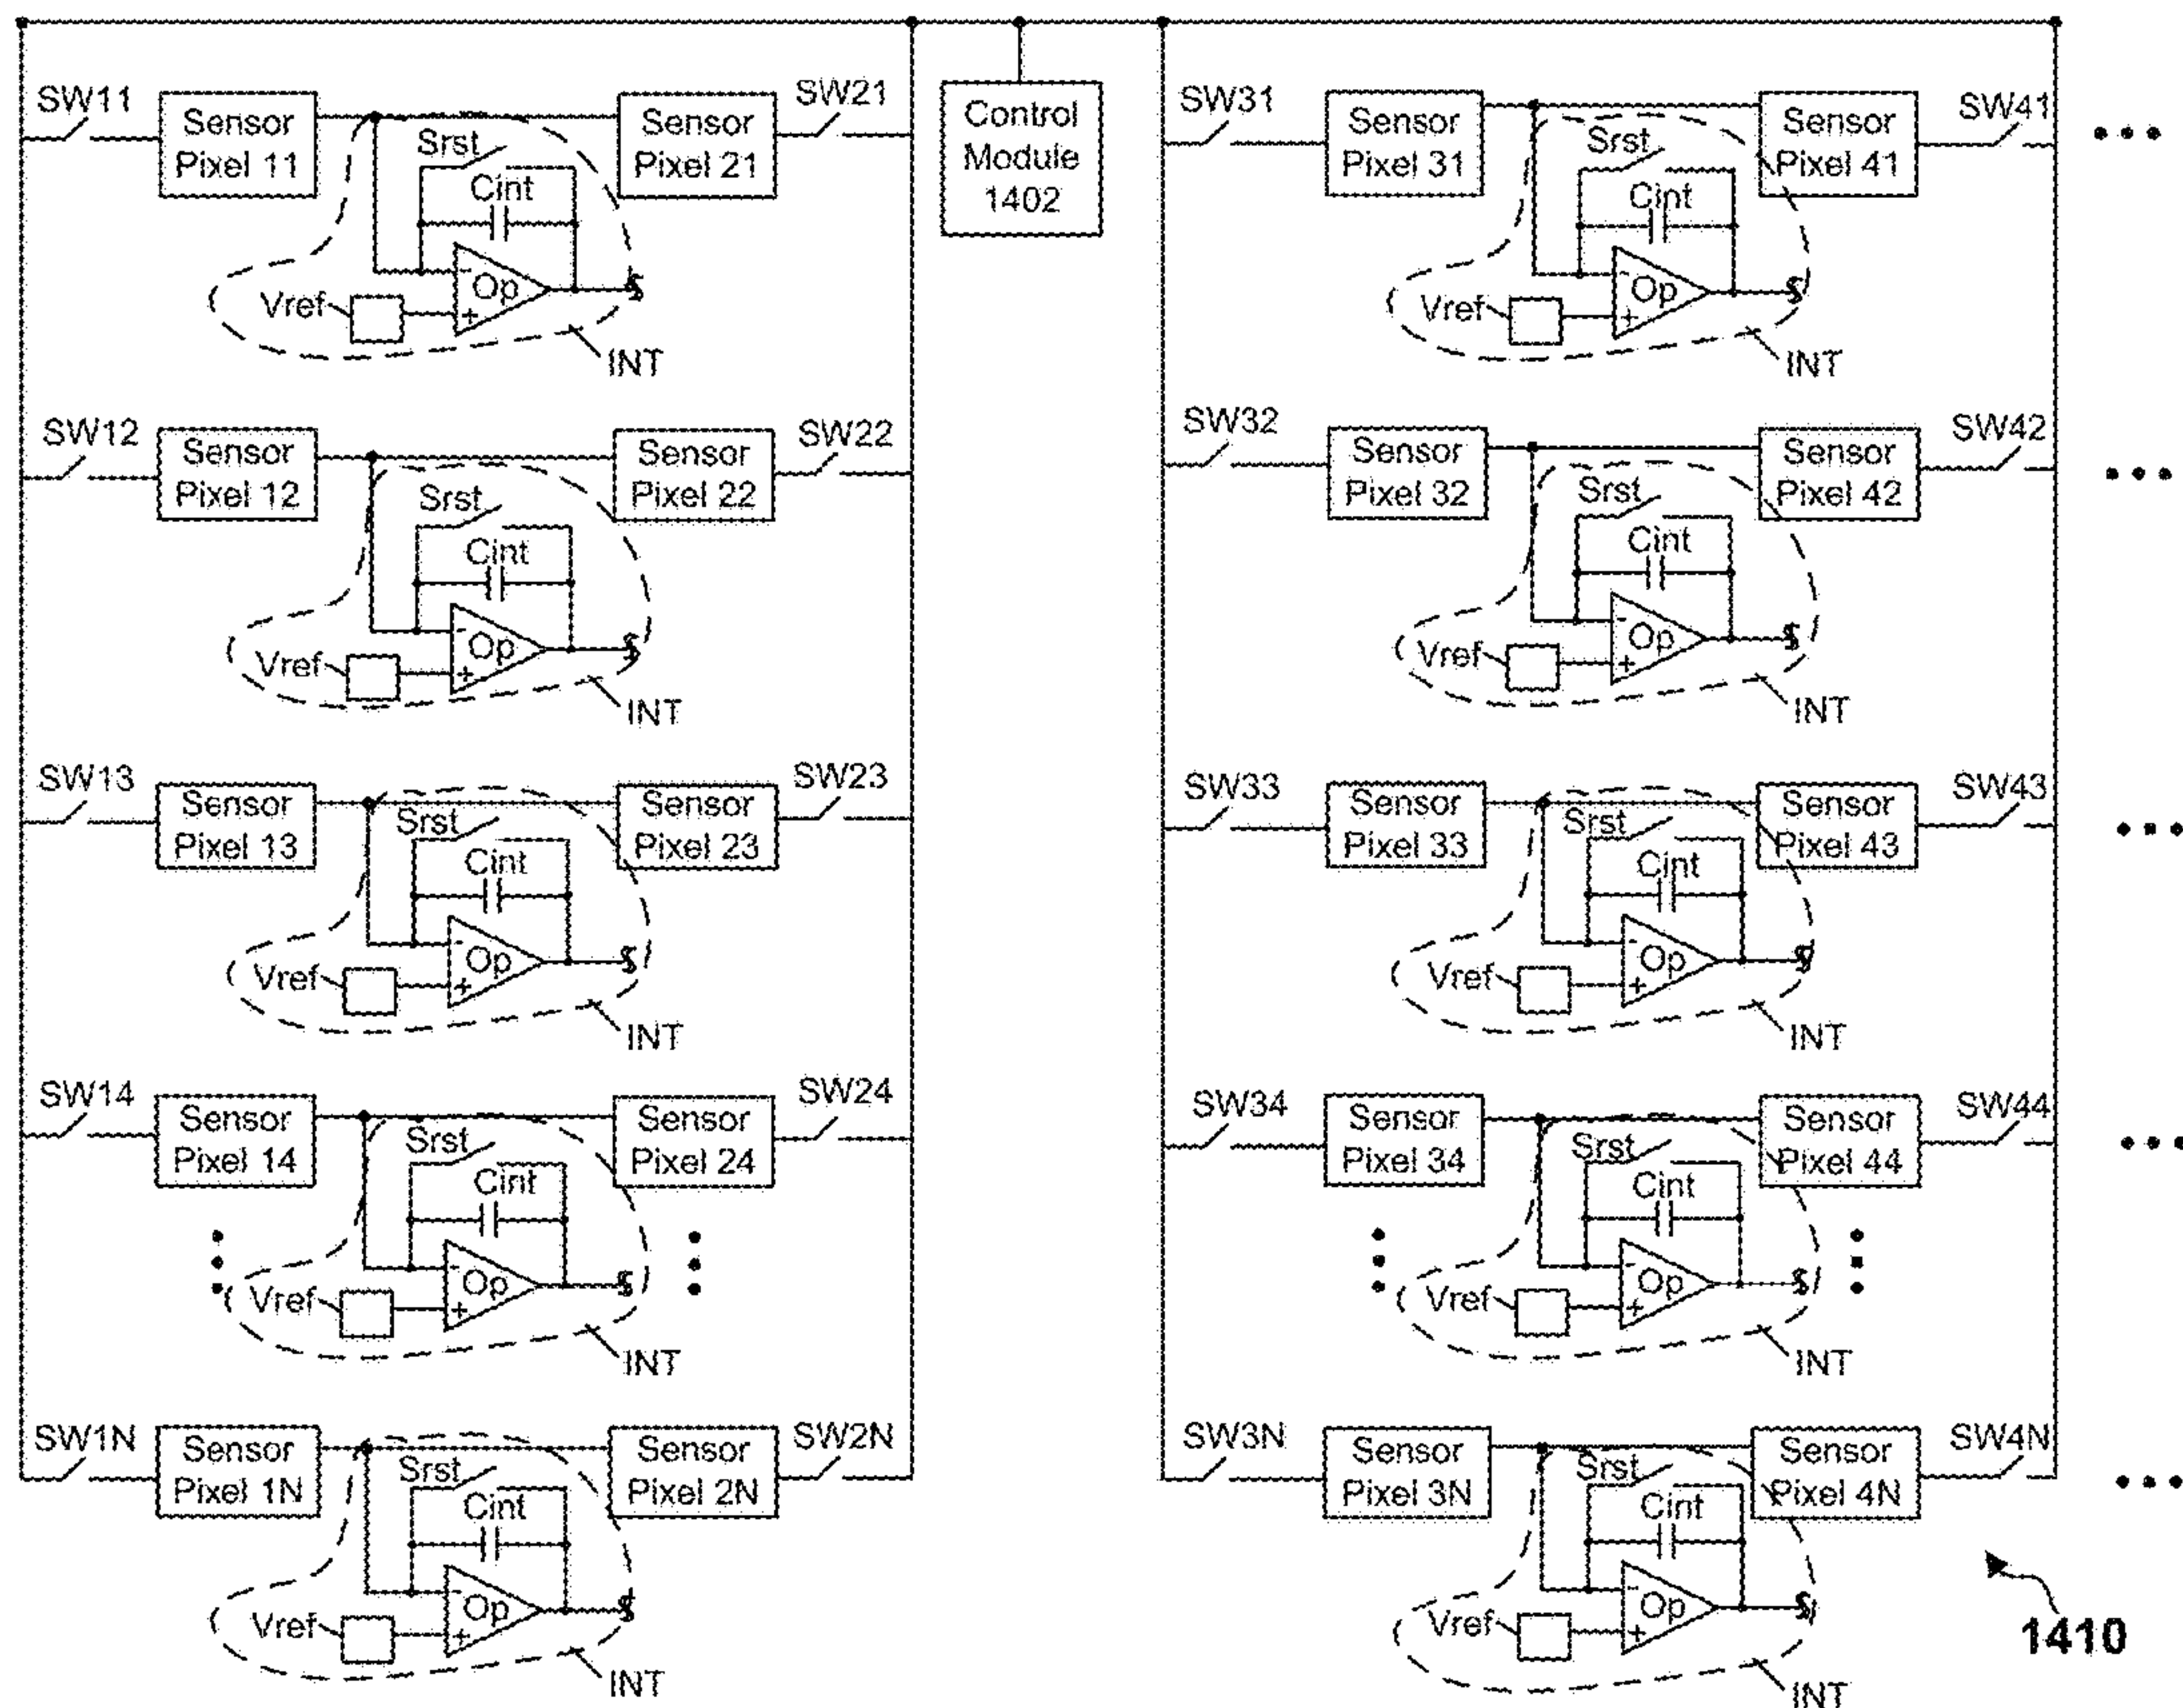 SW11
Sensor
Pixel 11
Srst
Cint
Op
Vref
INT
Sensor
Pixel 21
SW21
Control
Module
1402
SW31
Sensor
Pixel 31
Srst
Cint
Op
Vref
INT
Sensor
Pixel 41
SW41
SW12
Sensor
Pixel 12
Srst
Cint
Op
Vref
INT
Sensor
Pixel 22
SW22
SW32
Sensor
Pixel 32
Srst
Cint
Op
Vref
INT
Sensor
Pixel 42
SW42
SW13
Sensor
Pixel 13
Srst
Cint
Op
Vref
INT
Sensor
Pixel 23
SW23
SW33
Sensor
Pixel 33
Srst
Cint
Op
Vref
INT
Sensor
Pixel 43
SW43
SW14
Sensor
Pixel 14
Srst
Cint
Op
Vref
INT
Sensor
Pixel 24
SW24
SW34
Sensor
Pixel 34
Srst
Cint
Op
Vref
INT
Sensor
Pixel 44
SW44
SW1N
Sensor
Pixel 1N
Srst
Cint
Op
Vref
INT
Sensor
Pixel 2N
SW2N
SW3N
Sensor
Pixel 3N
Srst
Cint
Op
Vref
INT
Sensor
Pixel 4N
SW4N
1410